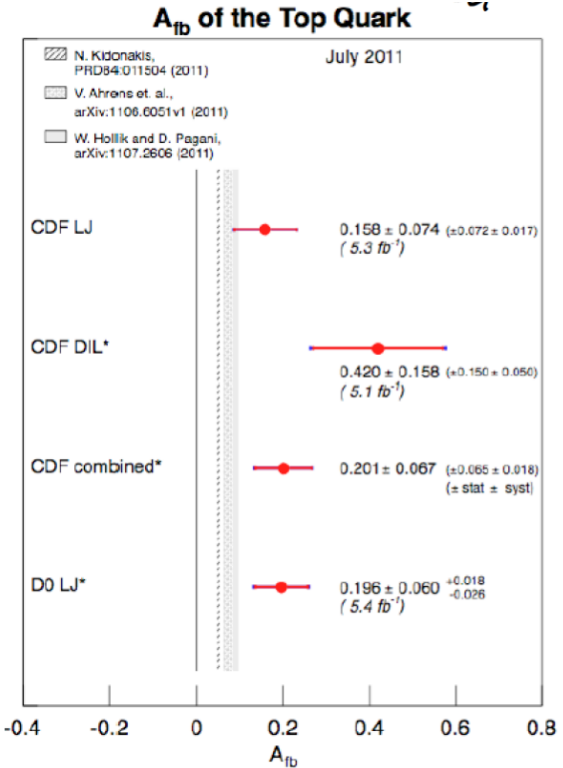 A_fb of the Top Quark
N. Kidonakis,
PRD84:011504 (2011)
July 2011
V. Ahrens et. al.,
arXiv:1106.6051v1 (2011)
W. Hollik and D. Pagani,
arXiv:1107.2606 (2011)
CDF LJ
0.158 ± 0.074 (±0.072 ± 0.017)
( 5.3 fb⁻¹)
CDF DIL*
0.420 ± 0.158 (±0.150 ± 0.050)
( 5.1 fb⁻¹)
CDF combined*
0.201 ± 0.067 (±0.065 ± 0.018)
(± stat ± syst)
D0 LJ*
0.196 ± 0.060 +0.018
-0.026
( 5.4 fb⁻¹)
-0.4 -0.2 0 0.2 0.4 0.6 0.8
A_fb